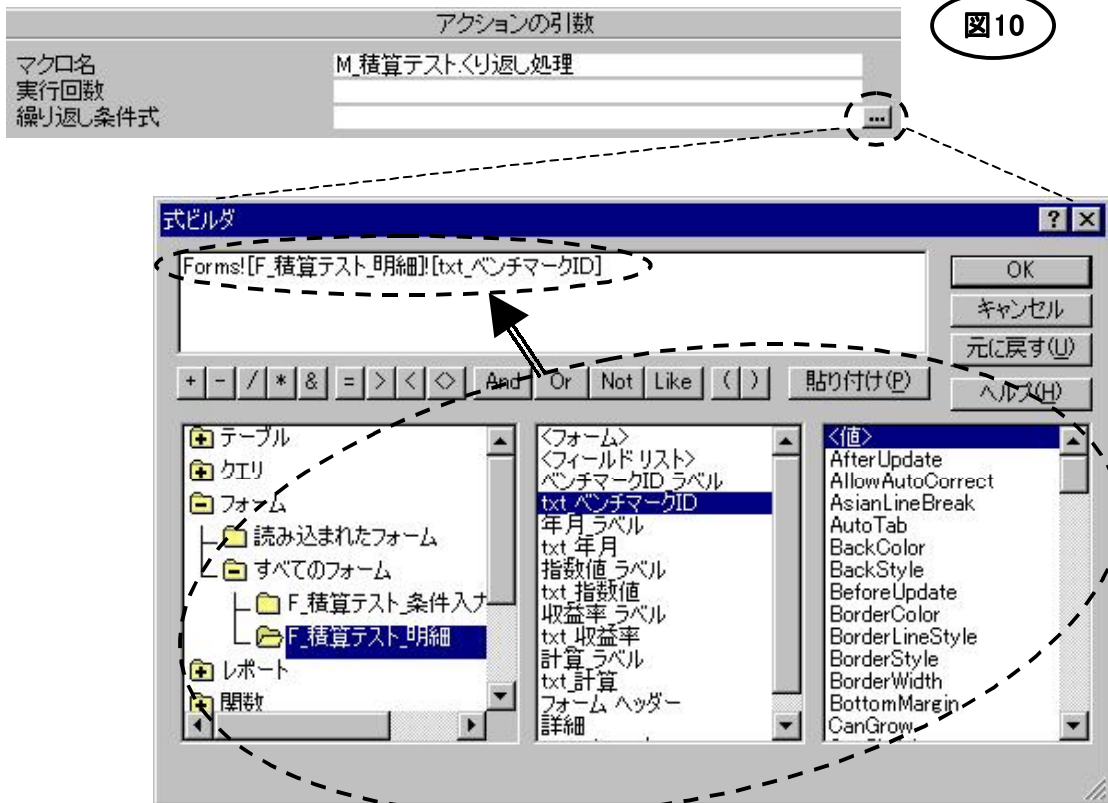 アクションの引数
図10
マクロ名 M_積算テスト.くり返し処理
実行回数
繰り返し条件式
...
式ビルダ
? ×
Forms![F_積算テスト_明細]![txt_ベンチマークID]
OK
キャンセル
元に戻す(U)
ヘルプ(H)
+ - / * & = > < <> And Or Not Like ( ) 貼り付け(P)
テーブル
クエリ
フォーム
読み込まれたフォーム
すべてのフォーム
F_積算テスト_条件入力
F_積算テスト_明細
レポート
関数
<フォーム>
<フィールド リスト>
ベンチマークID_ラベル
txt_ベンチマークID
年月_ラベル
txt_年月
指数値_ラベル
txt_指数値
収益率_ラベル
txt_収益率
計算_ラベル
txt_計算
フォーム ヘッダー
詳細
<値>
AfterUpdate
AllowAutoCorrect
AsianLineBreak
AutoTab
BackColor
BackStyle
BeforeUpdate
BorderColor
BorderLineStyle
BorderStyle
BorderWidth
BottomMargin
CanGrow